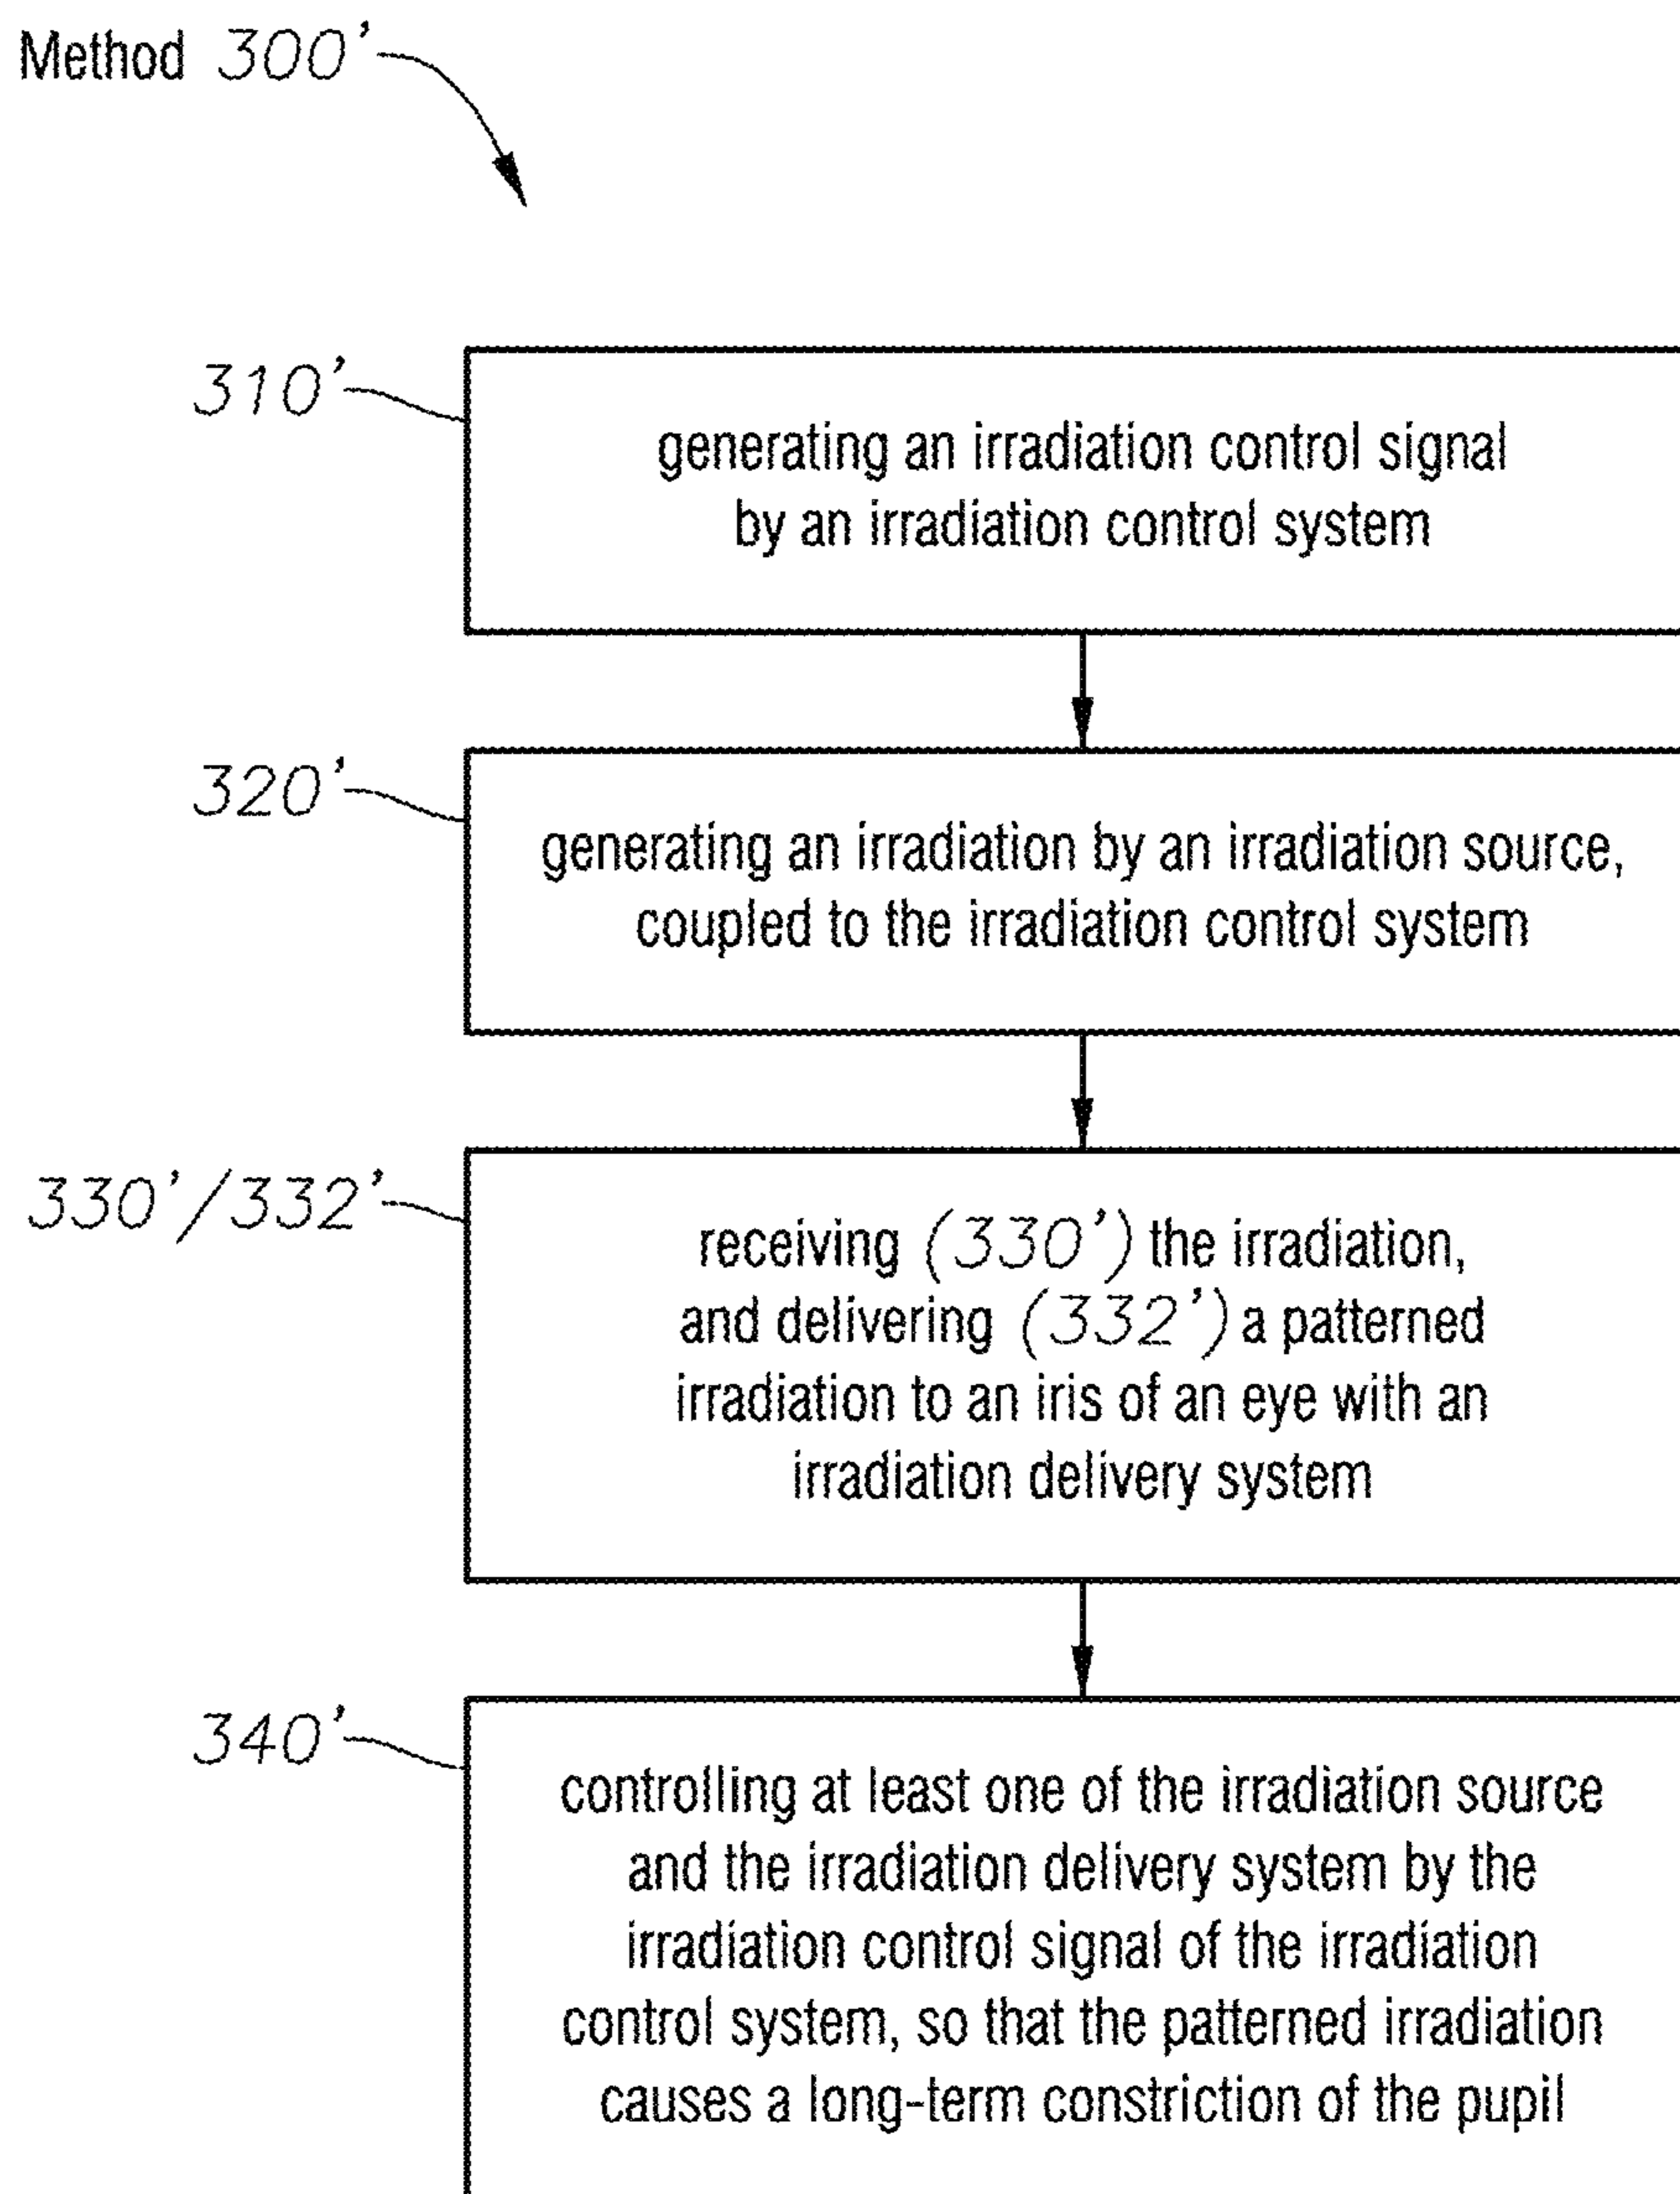 Method 300'
310'
generating an irradiation control signal
by an irradiation control system
320'
generating an irradiation by an irradiation source,
coupled to the irradiation control system
330'/332'
receiving (330') the irradiation,
and delivering (332') a patterned
irradiation to an iris of an eye with an
irradiation delivery system
340'
controlling at least one of the irradiation source
and the irradiation delivery system by the
irradiation control signal of the irradiation
control system, so that the patterned irradiation
causes a long-term constriction of the pupil